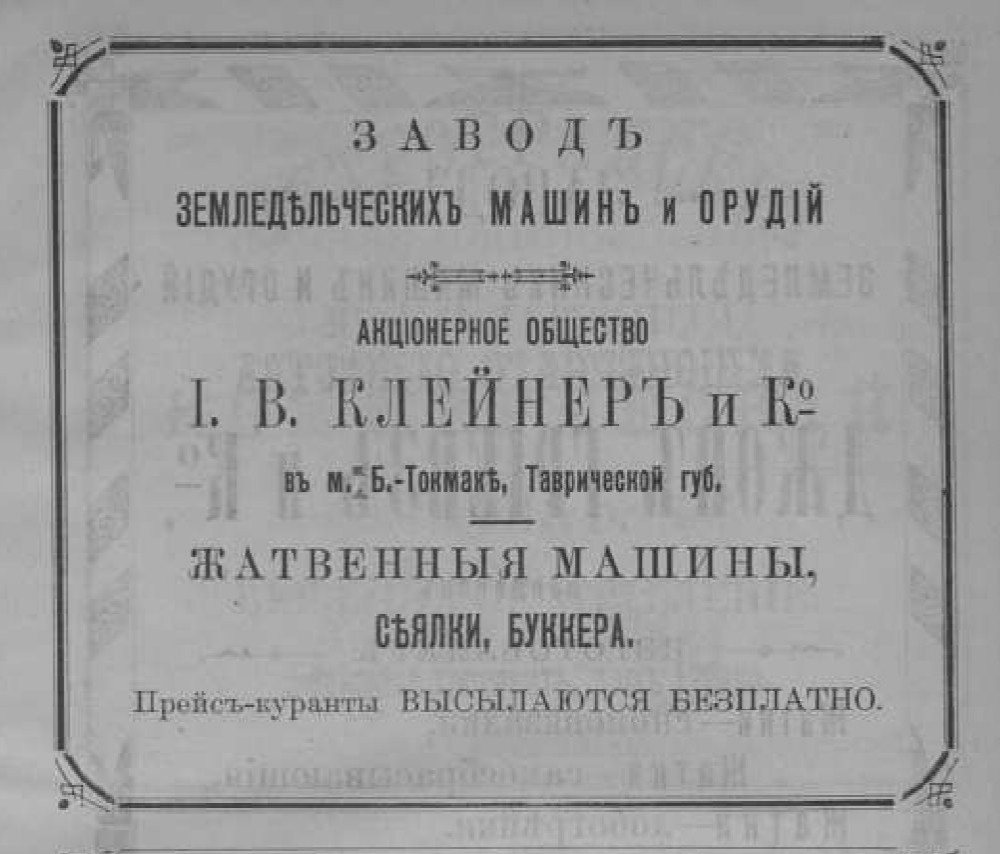 ЗАВОДЪ
ЗЕМЛЕДѢЛЬЧЕСКИХЪ МАШИНЪ и ОРУДІЙ
АКЦІОНЕРНОЕ ОБЩЕСТВО
І. В. КЛЕЙНЕРЪ и Кº
въ м. Б.-Токмакѣ, Таврической губ.
ЖАТВЕННЫЯ МАШИНЫ,
СѢЯЛКИ, БУККЕРА.
Прейсъ-куранты ВЫСЫЛАЮТСЯ БЕЗПЛАТНО.